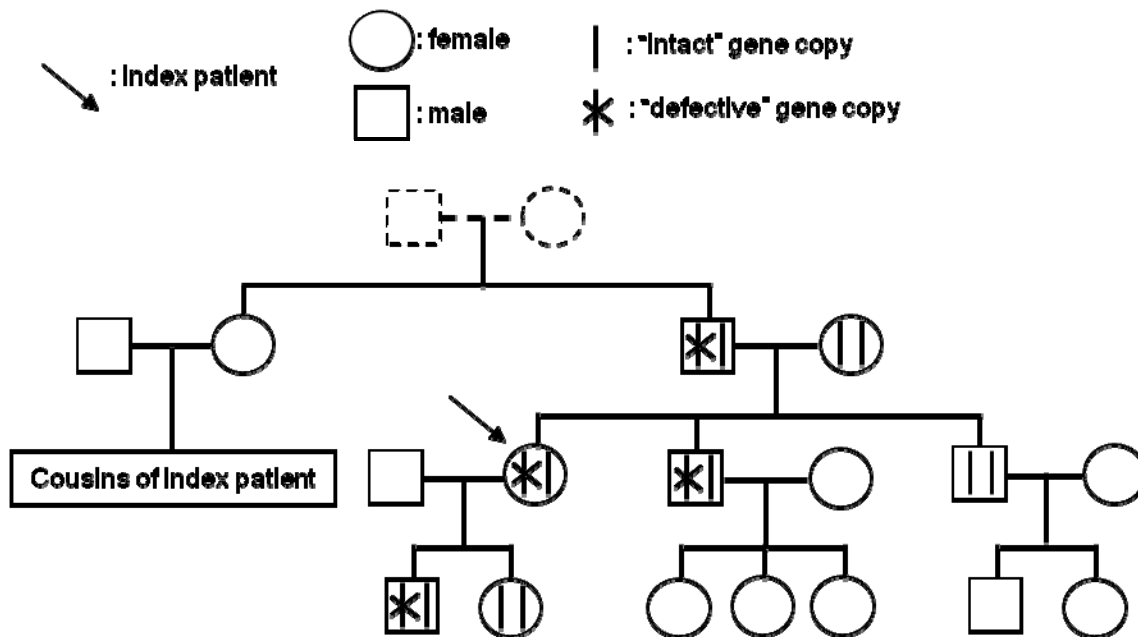 : Index patient
: female
: male
: "intact" gene copy
: "defective" gene copy
Cousins of index patient